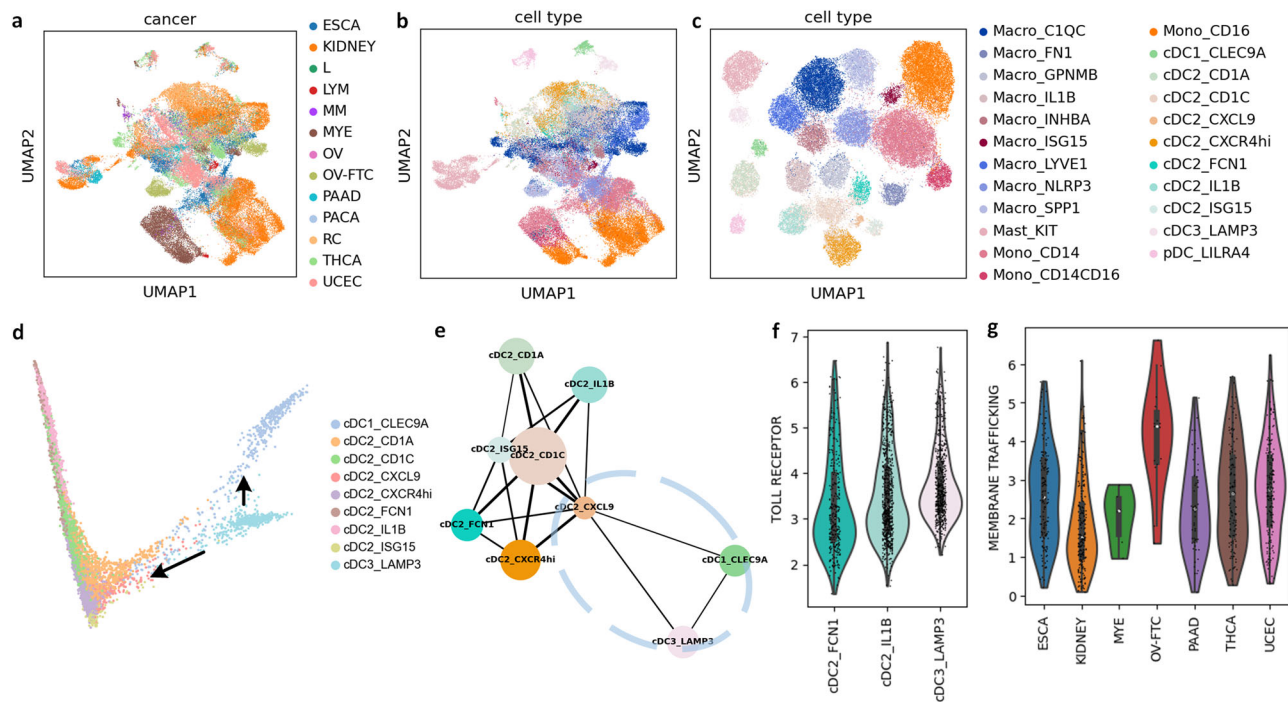 a
cancer
UMAP2
UMAP1
ESCA
KIDNEY
L
LYM
MM
MYE
OV
OV-FTC
PAAD
PACA
RC
THCA
UCEC
b
cell type
UMAP2
UMAP1
c
cell type
UMAP2
UMAP1
Macro_C1QC
Macro_FN1
Macro_GPNMB
Macro_IL1B
Macro_INHBA
Macro_ISG15
Macro_LYVE1
Macro_NLRP3
Macro_SPP1
Mast_KIT
Mono_CD14
Mono_CD14CD16
Mono_CD16
cDC1_CLEC9A
cDC2_CD1A
cDC2_CD1C
cDC2_CXCL9
cDC2_CXCR4hi
cDC2_FCN1
cDC2_IL1B
cDC2_ISG15
cDC3_LAMP3
pDC_LILRA4
d
cDC1_CLEC9A
cDC2_CD1A
cDC2_CD1C
cDC2_CXCL9
cDC2_CXCR4hi
cDC2_FCN1
cDC2_IL1B
cDC2_ISG15
cDC3_LAMP3
e
cDC2_CD1A
cDC2_IL1B
cDC2_ISG15
cDC2_CD1C
cDC2_CXCL9
cDC2_FCN1
cDC2_CXCR4hi
cDC1_CLEC9A
cDC3_LAMP3
f
TOLL RECEPTOR
7
6
5
4
3
2
cDC2_FCN1
cDC2_IL1B
cDC3_LAMP3
g
MEMBRANE TRAFFICKING
6
5
4
3
2
1
0
ESCA
KIDNEY
MYE
OV-FTC
PAAD
THCA
UCEC